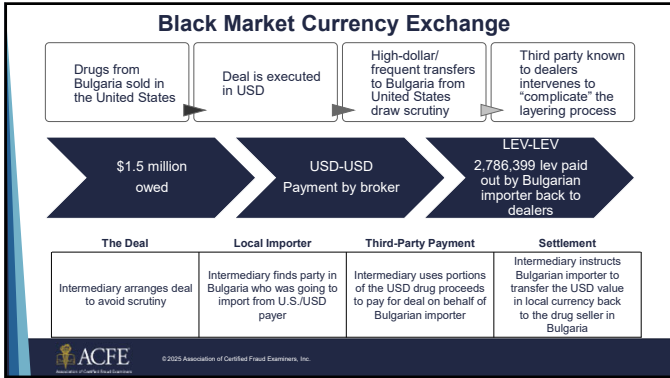 Black Market Currency Exchange
Drugs from
Bulgaria sold in
the United States
Deal is executed
in USD
High-dollar/
frequent transfers
to Bulgaria from
United States
draw scrutiny
Third party known
to dealers
intervenes to
“complicate” the
layering process
$1.5 million
owed
USD-USD
Payment by broker
LEV-LEV
2,786,399 lev paid
out by Bulgarian
importer back to
dealers
The Deal
Local Importer
Third-Party Payment
Settlement
Intermediary arranges deal
to avoid scrutiny
Intermediary finds party in
Bulgaria who was going to
import from U.S./USD
payer
Intermediary uses portions
of the USD drug proceeds
to pay for deal on behalf of
Bulgarian importer
Intermediary instructs
Bulgarian importer to
transfer the USD value
in local currency back
to the drug seller in
Bulgaria
ACFE
Association of Certified Fraud Examiners
©2025 Association of Certified Fraud Examiners, Inc.